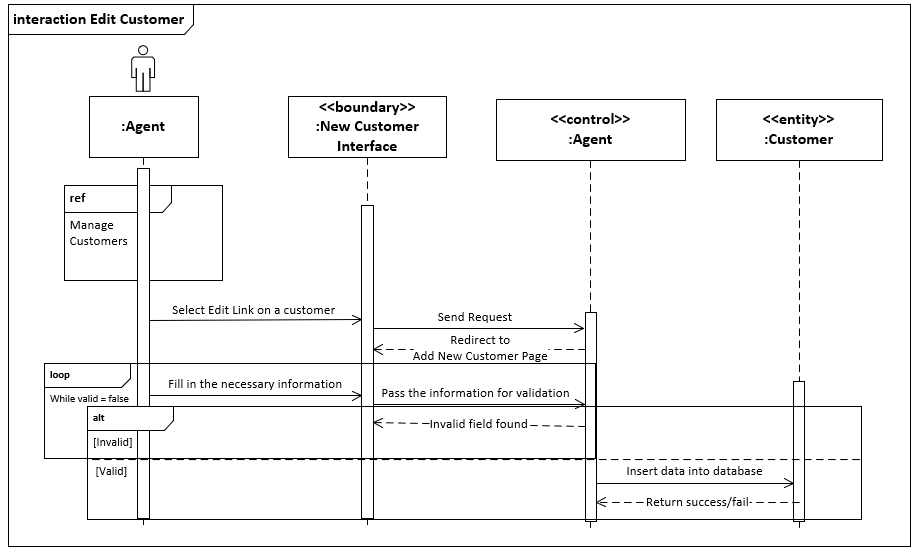 interaction Edit Customer
:Agent
<<boundary>>
:New Customer
Interface
<<control>>
:Agent
<<entity>>
:Customer
ref
Manage
Customers
Select Edit Link on a customer
Send Request
Redirect to
Add New Customer Page
loop
While valid = false
Fill in the necessary information
Pass the information for validation
alt
[Invalid]
Invalid field found
[Valid]
Insert data into database
Return success/fail